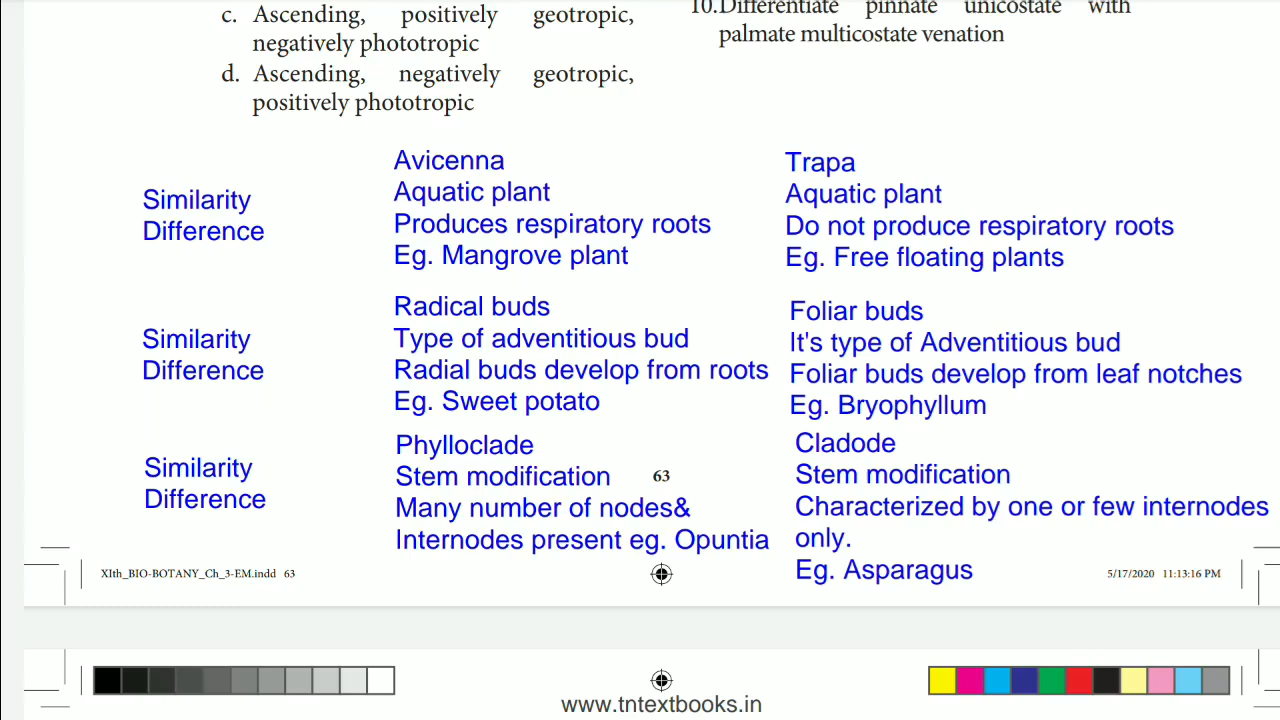 c. Ascending, positively geotropic,
negatively phototropic
d. Ascending, negatively geotropic,
positively phototropic
10.Differentiate pinnate unicostate with
palmate multicostate venation
Similarity
Difference
Avicenna
Aquatic plant
Produces respiratory roots
Eg. Mangrove plant
Trapa
Aquatic plant
Do not produce respiratory roots
Eg. Free floating plants
Similarity
Difference
Radical buds
Type of adventitious bud
Radial buds develop from roots
Eg. Sweet potato
Foliar buds
It's type of Adventitious bud
Foliar buds develop from leaf notches
Eg. Bryophyllum
Similarity
Difference
Phylloclade
Stem modification
Many number of nodes&
Internodes present eg. Opuntia
63
Cladode
Stem modification
Characterized by one or few internodes
only.
Eg. Asparagus
XIth_BIO-BOTANY_Ch_3-EM.indd 63
5/17/2020 11:13:16 PM
www.tntextbooks.in